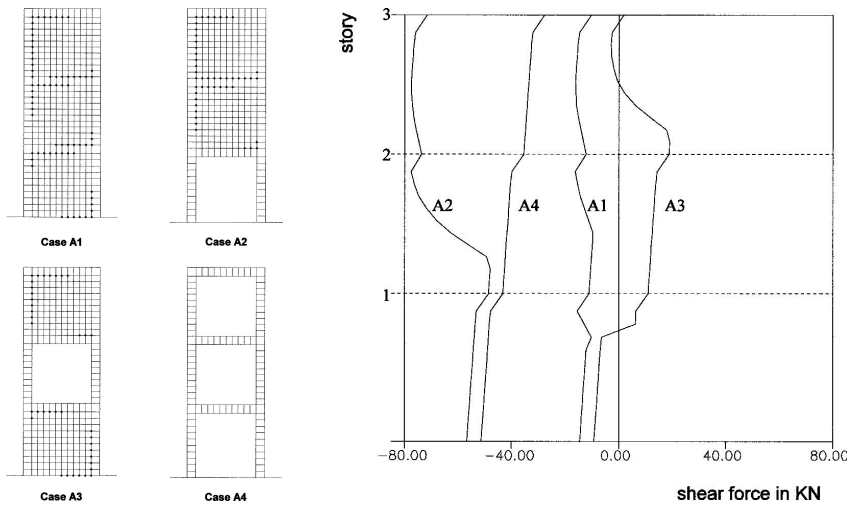 Case A1
Case A2
Case A3
Case A4
story
3
2
1
A2
A4
A1
A3
−80.00
−40.00
0.00
40.00
80.00
shear force in KN